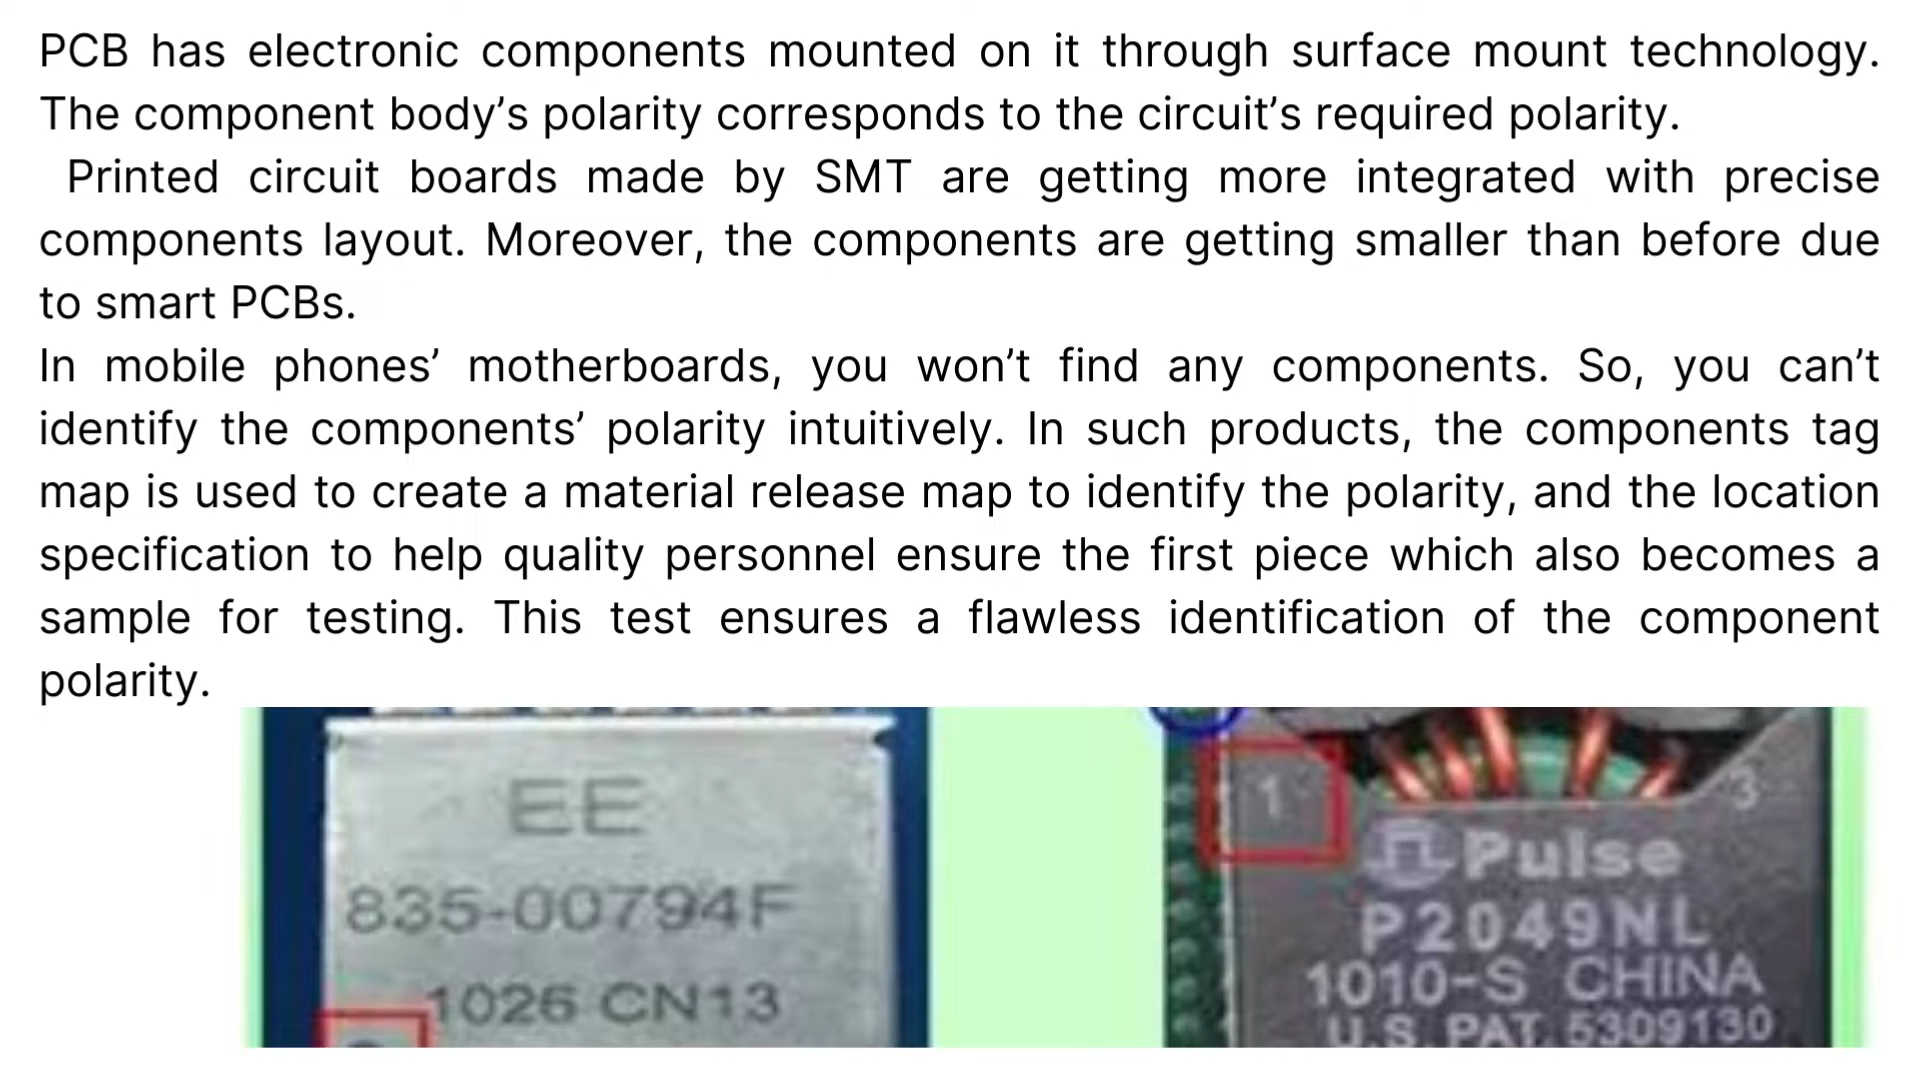 PCB has electronic components mounted on it through surface mount technology.
The component body’s polarity corresponds to the circuit’s required polarity.
Printed circuit boards made by SMT are getting more integrated with precise
components layout. Moreover, the components are getting smaller than before due
to smart PCBs.
In mobile phones’ motherboards, you won’t find any components. So, you can’t
identify the components’ polarity intuitively. In such products, the components tag
map is used to create a material release map to identify the polarity, and the location
specification to help quality personnel ensure the first piece which also becomes a
sample for testing. This test ensures a flawless identification of the component
polarity.
EE
835-00794F
1026 CN13
1
3
Pulse
P2049NL
1010-S CHINA
U.S. PAT. 5309130